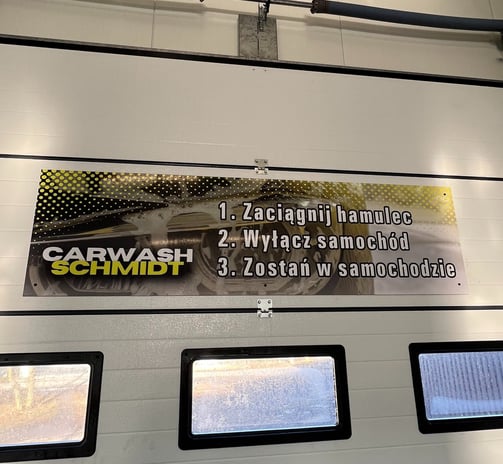 CARWASH
SCHMIDT
1. Zaciągnij hamulec
2. Wyłącz samochód
3. Zostań w samochodzie